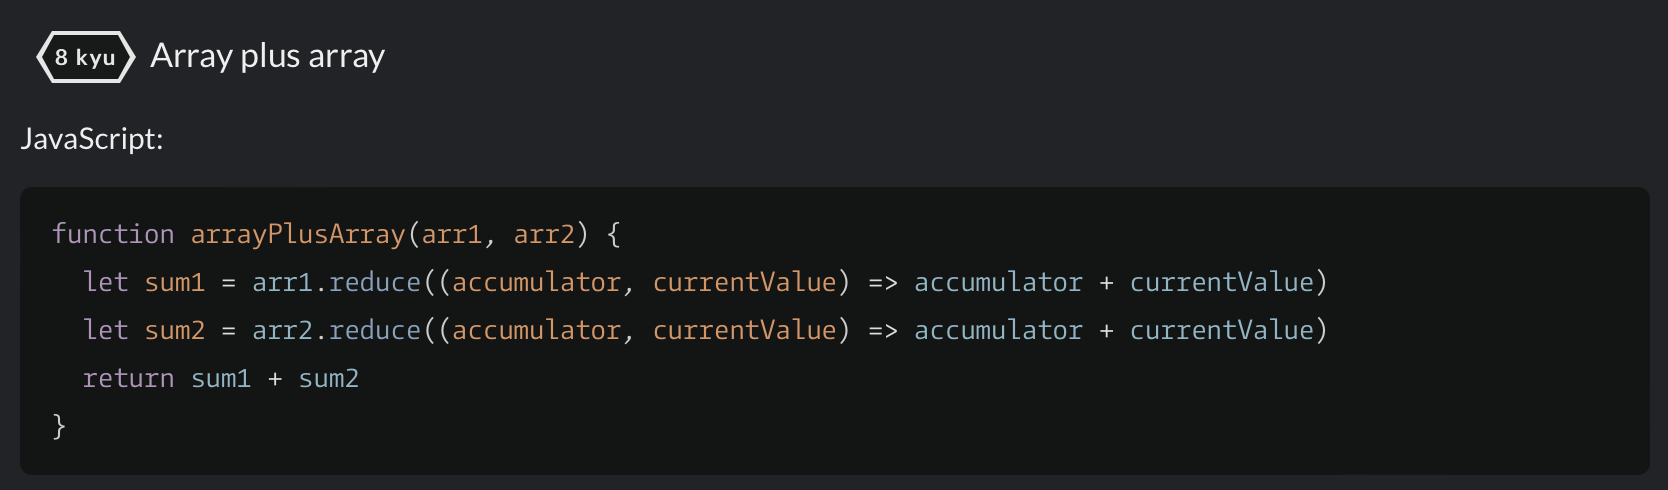 8 kyu Array plus array
JavaScript:
function arrayPlusArray(arr1, arr2) {
  let sum1 = arr1.reduce((accumulator, currentValue) => accumulator + currentValue)
  let sum2 = arr2.reduce((accumulator, currentValue) => accumulator + currentValue)
  return sum1 + sum2
}